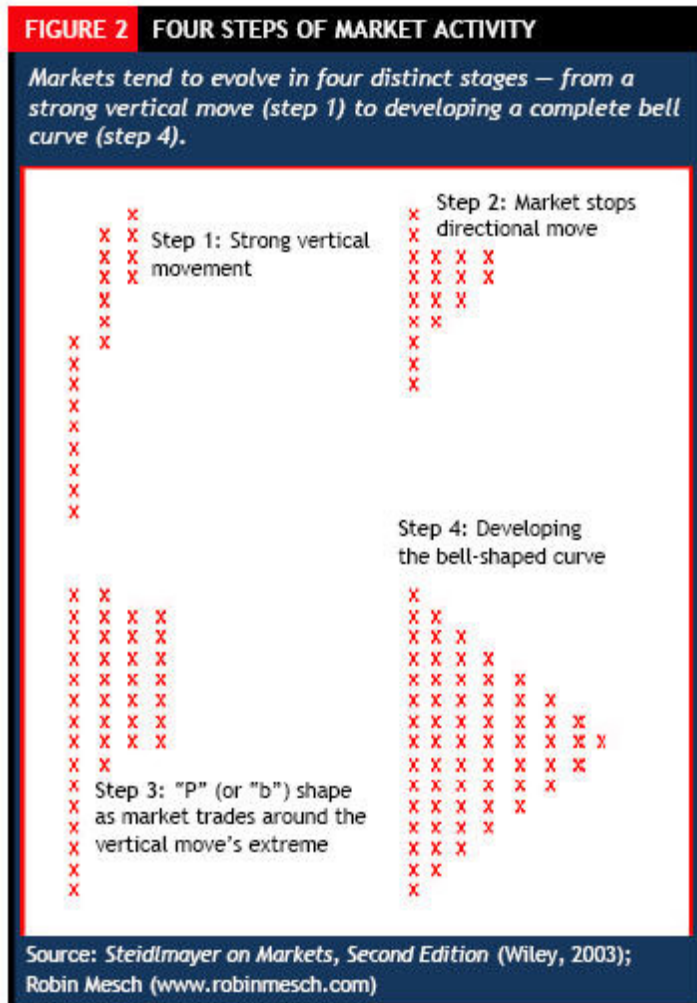 FIGURE 2 FOUR STEPS OF MARKET ACTIVITY
Markets tend to evolve in four distinct stages — from a
strong vertical move (step 1) to developing a complete bell
curve (step 4).
Step 1: Strong vertical
movement
Step 2: Market stops
directional move
Step 3: "P" (or "b") shape
as market trades around the
vertical move's extreme
Step 4: Developing
the bell-shaped curve
Source: Steidlmayer on Markets, Second Edition (Wiley, 2003);
Robin Mesch (www.robinmesch.com)